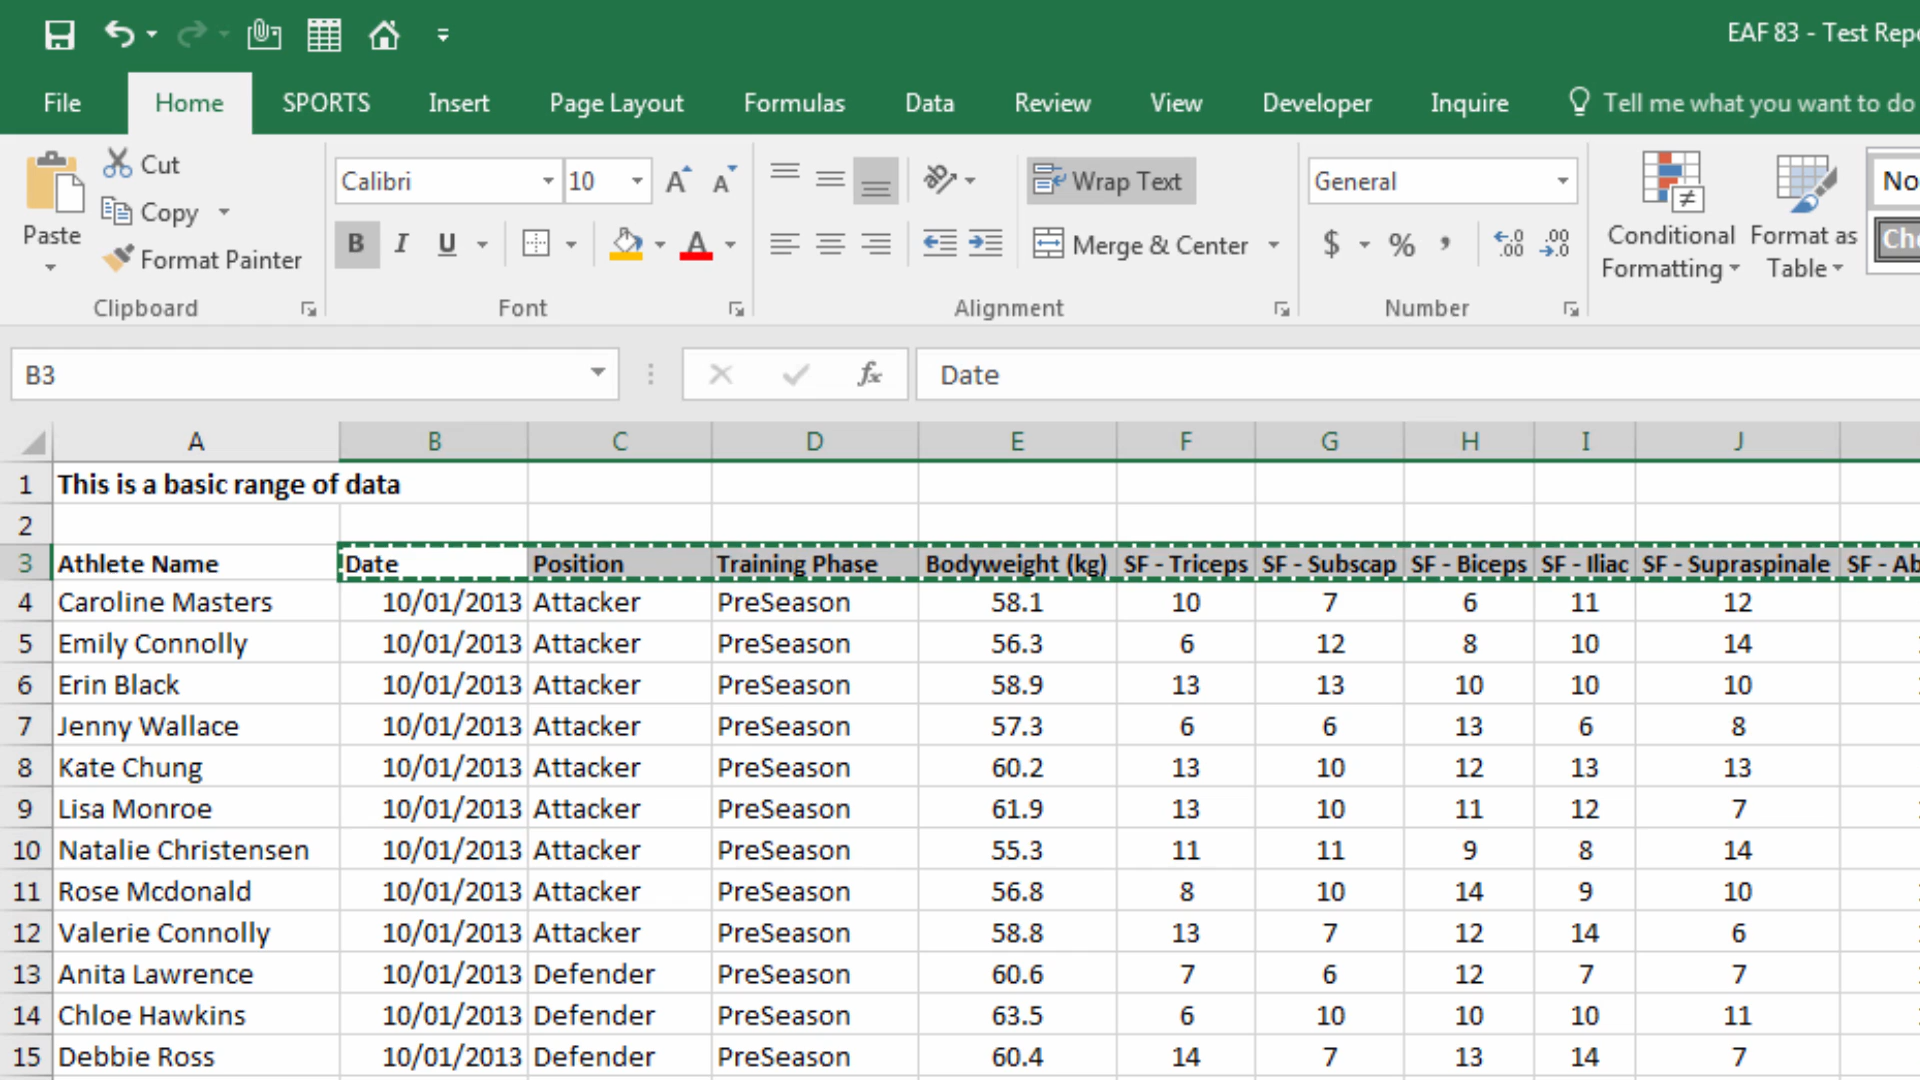 EAF 83 - Test Repo
File Home SPORTS Insert Page Layout Formulas Data Review View Developer Inquire Tell me what you want to do
Cut
Copy
Format Painter
Paste
Clipboard
Calibri 10
B I U A
Font
Wrap Text
Merge & Center
Alignment
General
$ % ,
Number
Conditional Formatting
Format as Table
No
Che
B3 fx Date
A B C D E F G H I J
1 This is a basic range of data
2
3 Athlete Name Date Position Training Phase Bodyweight (kg) SF - Triceps SF - Subscap SF - Biceps SF - Iliac SF - Supraspinale SF - Ab
4 Caroline Masters 10/01/2013 Attacker PreSeason 58.1 10 7 6 11 12
5 Emily Connolly 10/01/2013 Attacker PreSeason 56.3 6 12 8 10 14
6 Erin Black 10/01/2013 Attacker PreSeason 58.9 13 13 10 10 10
7 Jenny Wallace 10/01/2013 Attacker PreSeason 57.3 6 6 13 6 8
8 Kate Chung 10/01/2013 Attacker PreSeason 60.2 13 10 12 13 13
9 Lisa Monroe 10/01/2013 Attacker PreSeason 61.9 13 10 11 12 7
10 Natalie Christensen 10/01/2013 Attacker PreSeason 55.3 11 11 9 8 14
11 Rose Mcdonald 10/01/2013 Attacker PreSeason 56.8 8 10 14 9 10
12 Valerie Connolly 10/01/2013 Attacker PreSeason 58.8 13 7 12 14 6
13 Anita Lawrence 10/01/2013 Defender PreSeason 60.6 7 6 12 7 7
14 Chloe Hawkins 10/01/2013 Defender PreSeason 63.5 6 10 10 10 11
15 Debbie Ross 10/01/2013 Defender PreSeason 60.4 14 7 13 14 7